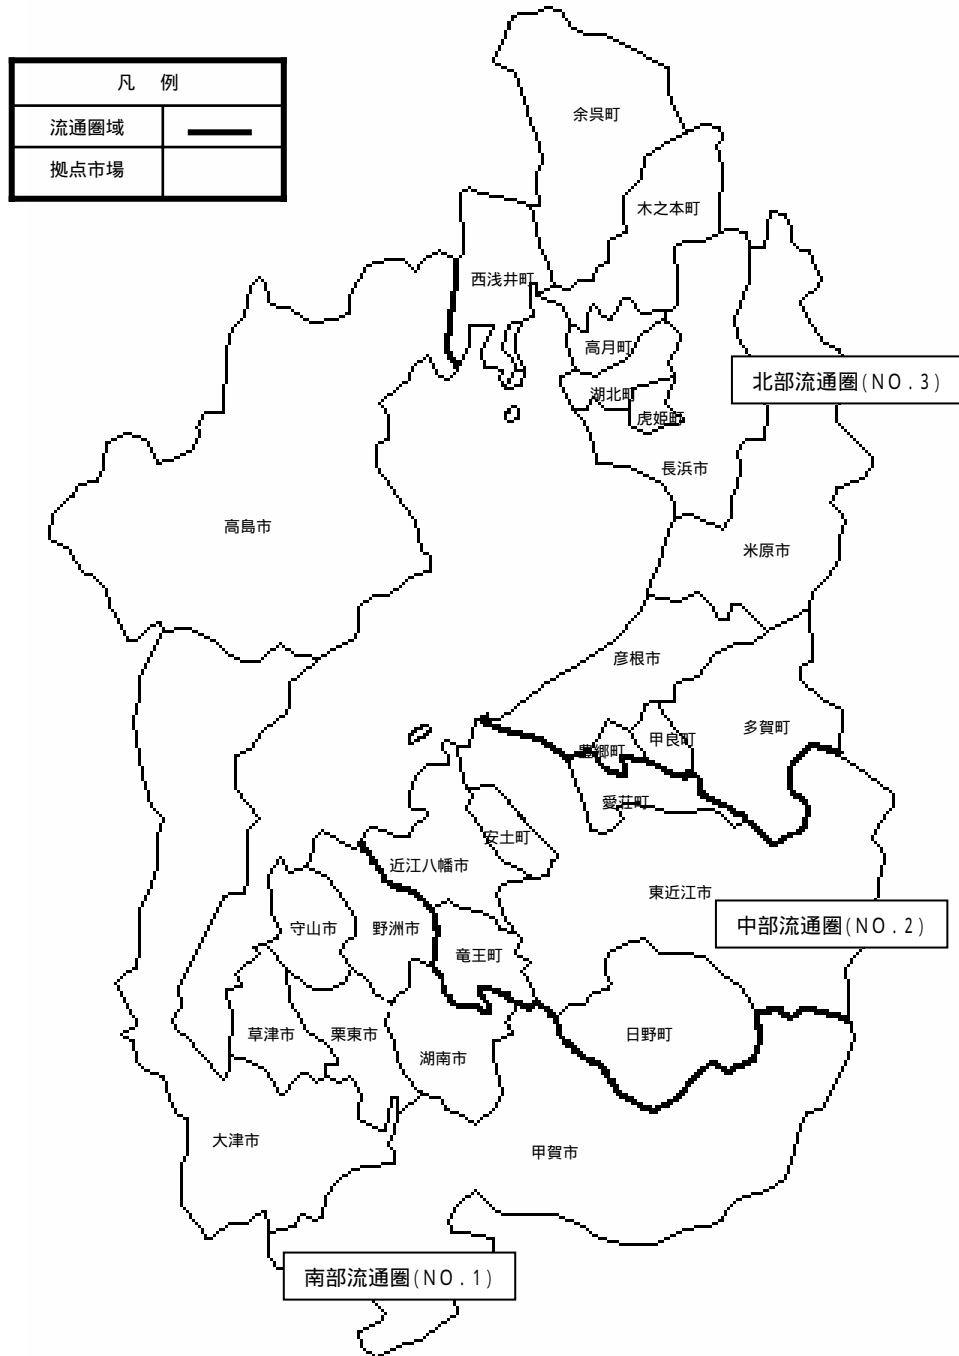 凡 例
流通圏域
拠点市場
余呉町
木之本町
西浅井町
高月町
北部流通圏(NO.3)
湖北町
虎姫町
長浜市
高島市
米原市
彦根市
多賀町
甲良町
豊郷町
愛荘町
安土町
近江八幡市
東近江市
中部流通圏(NO.2)
守山市
野洲市
竜王町
草津市
栗東市
日野町
湖南市
大津市
甲賀市
南部流通圏(NO.1)